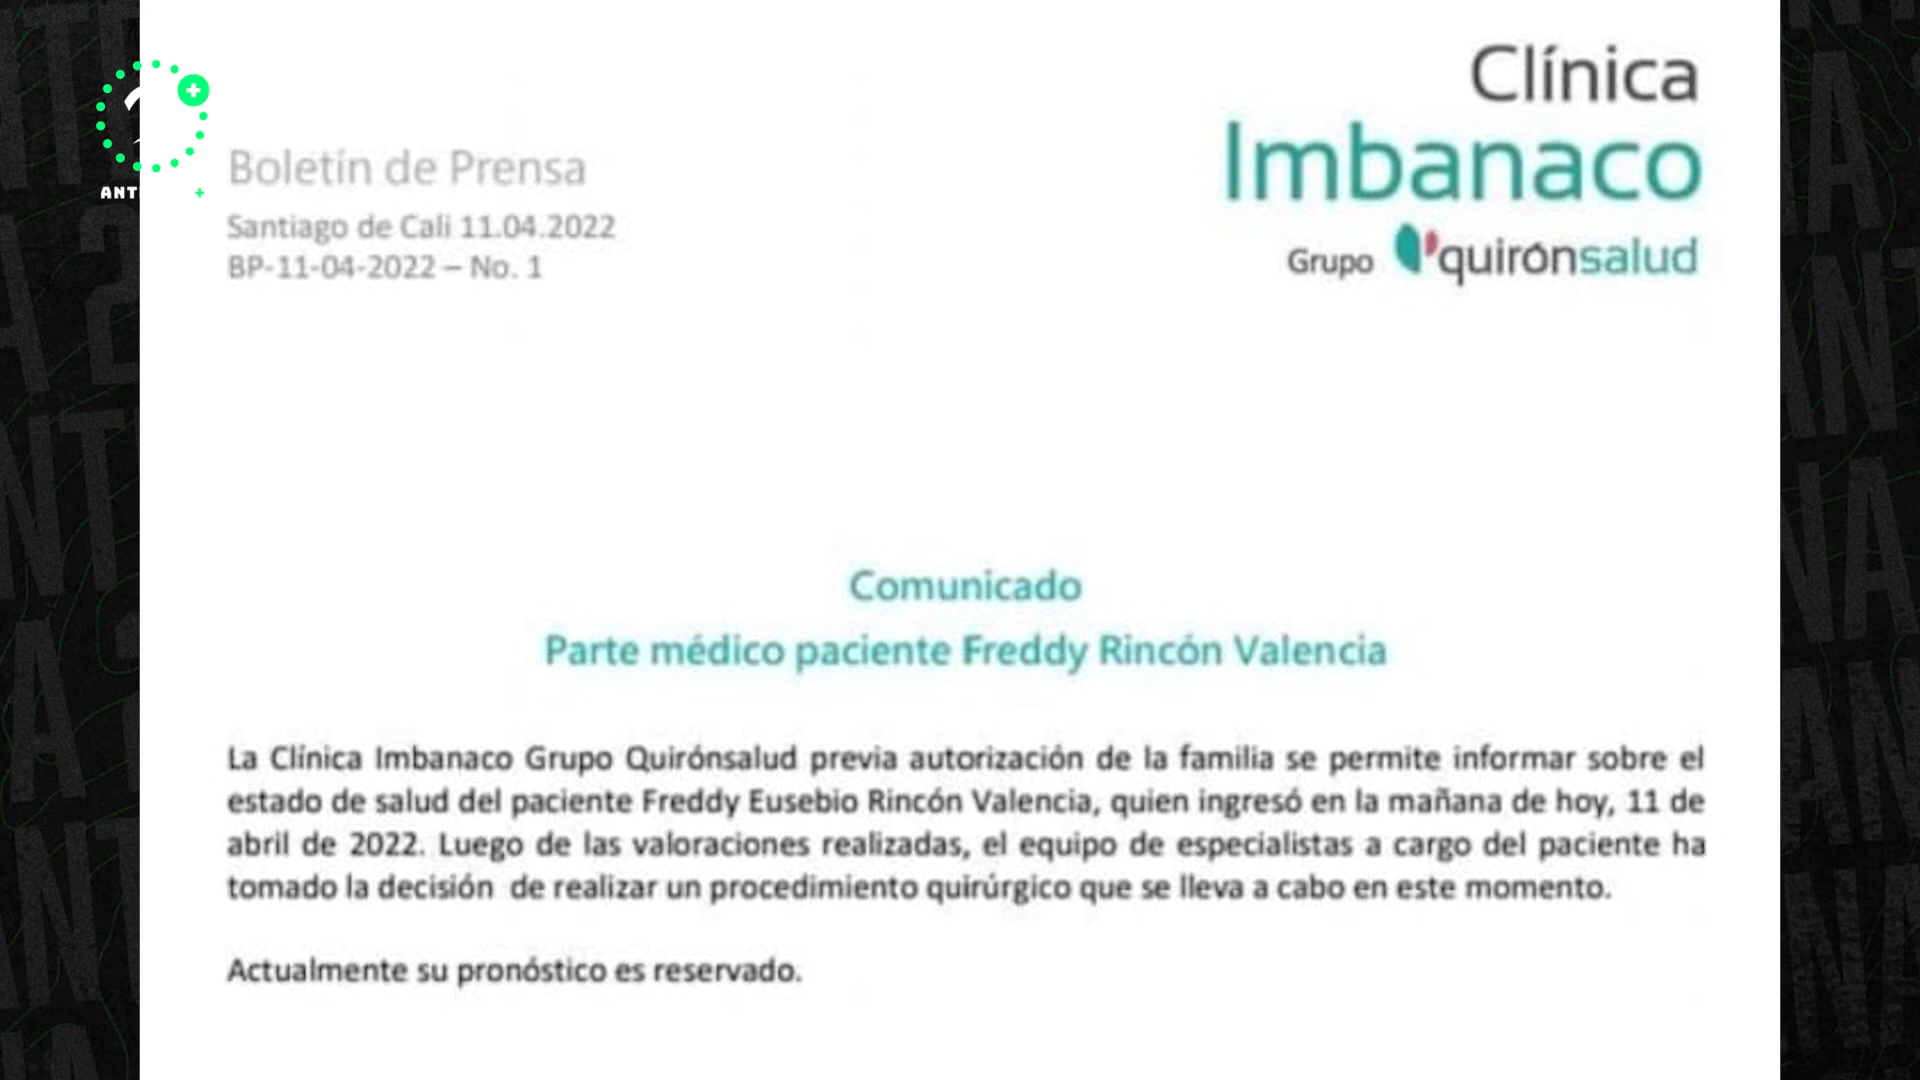 Clínica
Imbanaco
Grupo quirónsalud
ANT
Boletín de Prensa
Santiago de Cali 11.04.2022
BP-11-04-2022 – No. 1
Comunicado
Parte médico paciente Freddy Rincón Valencia
La Clínica Imbanaco Grupo Quirónsalud previa autorización de la familia se permite informar sobre el
estado de salud del paciente Freddy Eusebio Rincón Valencia, quien ingresó en la mañana de hoy, 11 de
abril de 2022. Luego de las valoraciones realizadas, el equipo de especialistas a cargo del paciente ha
tomado la decisión de realizar un procedimiento quirúrgico que se lleva a cabo en este momento.
Actualmente su pronóstico es reservado.